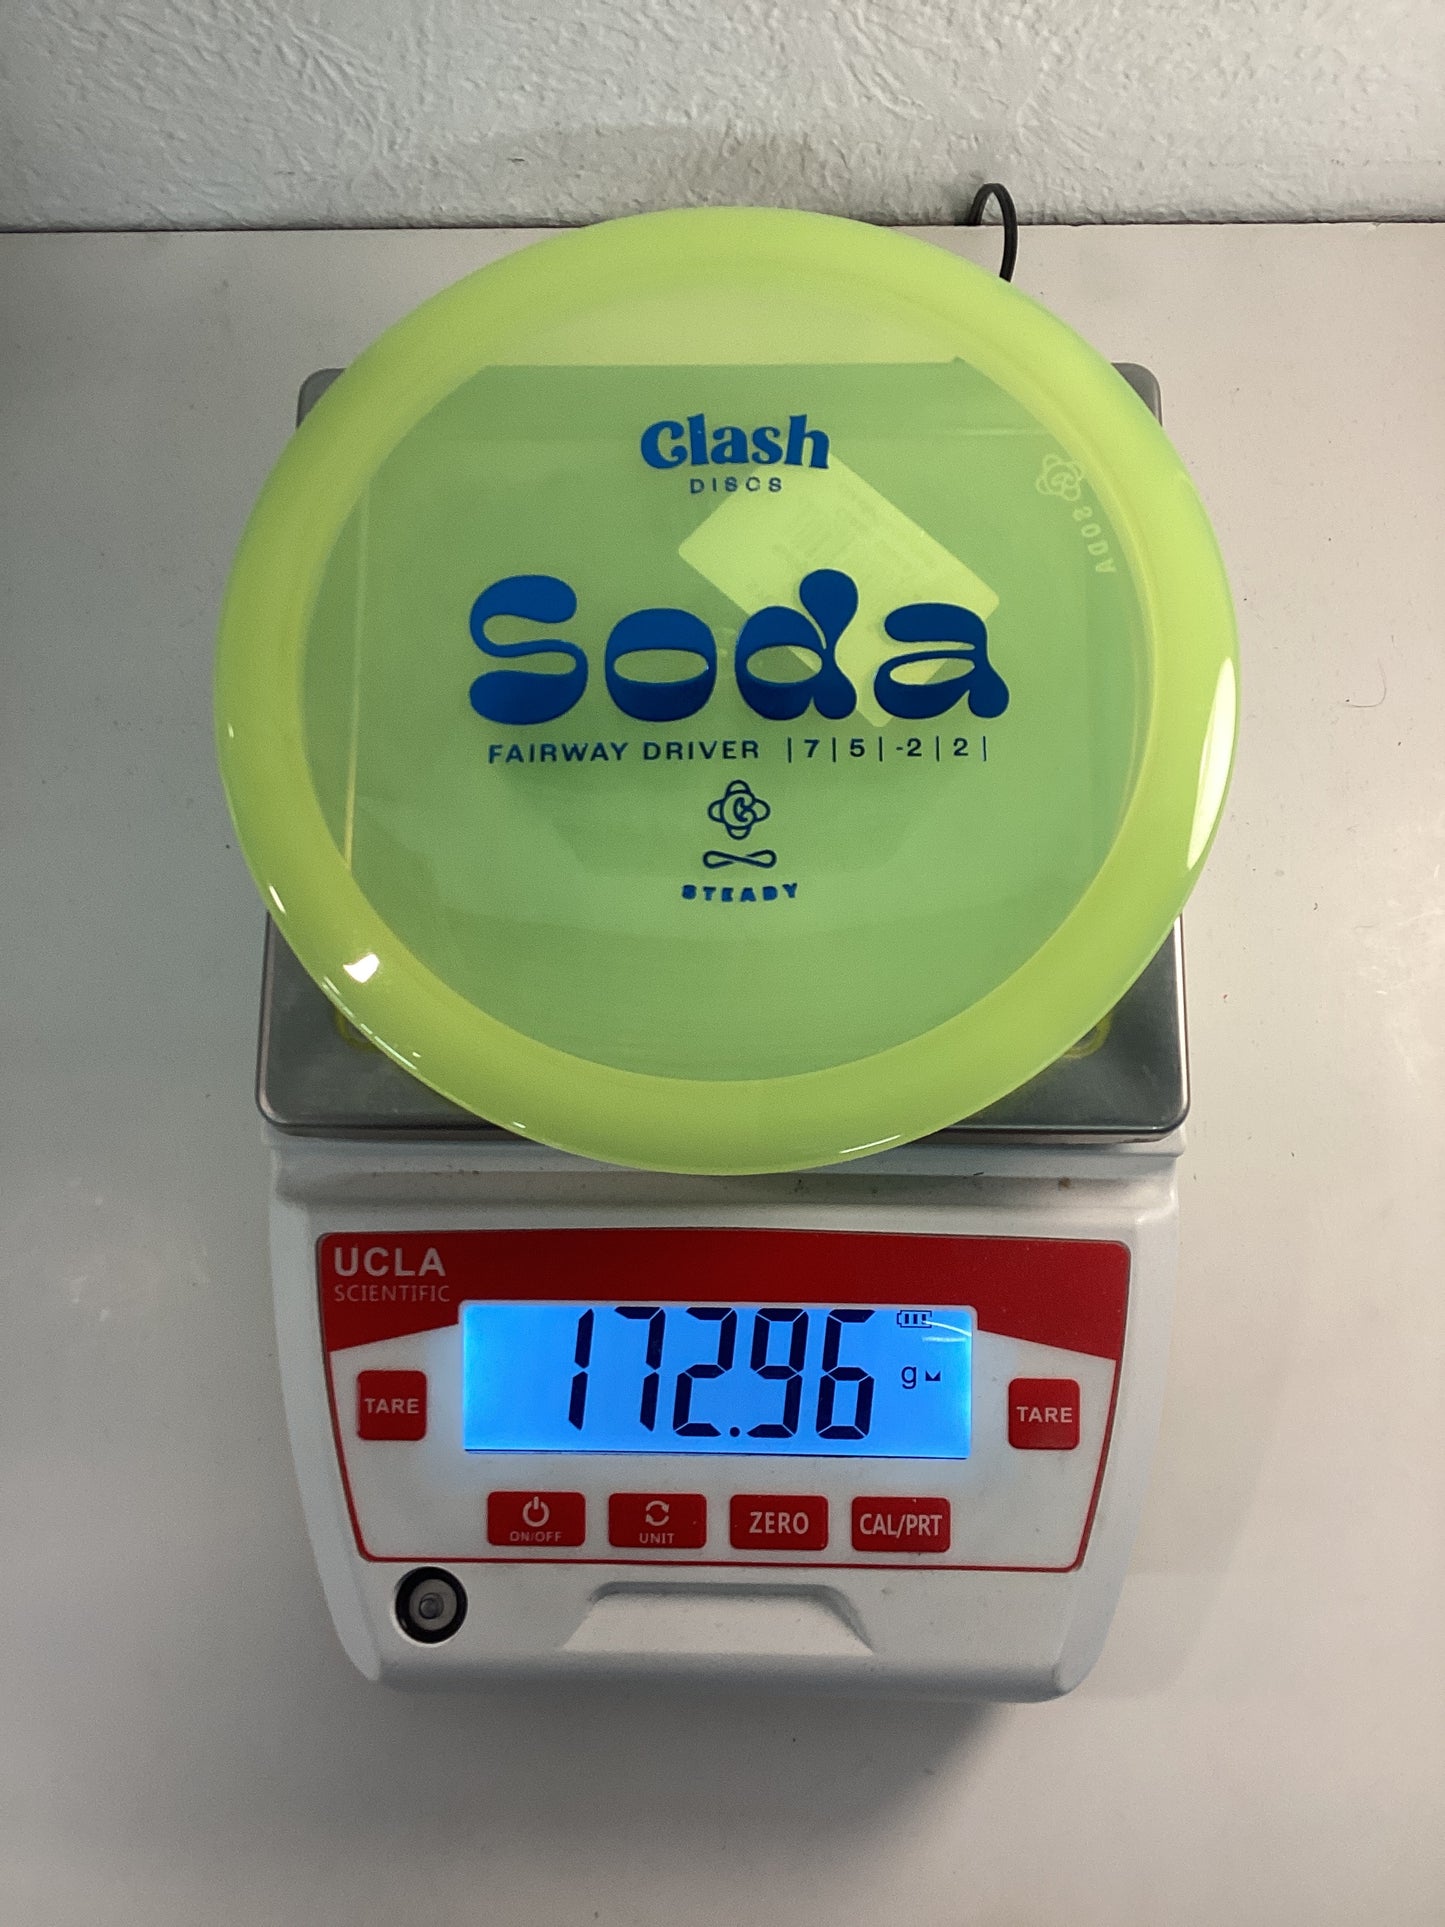 Clash
DISCS
SODA
Soda
FAIRWAY DRIVER | 7 | 5 | -2 | 2 |
STEADY
UCLA
SCIENTIFIC
172.96 g
TARE
TARE
ON/OFF
UNIT
ZERO
CAL/PRT